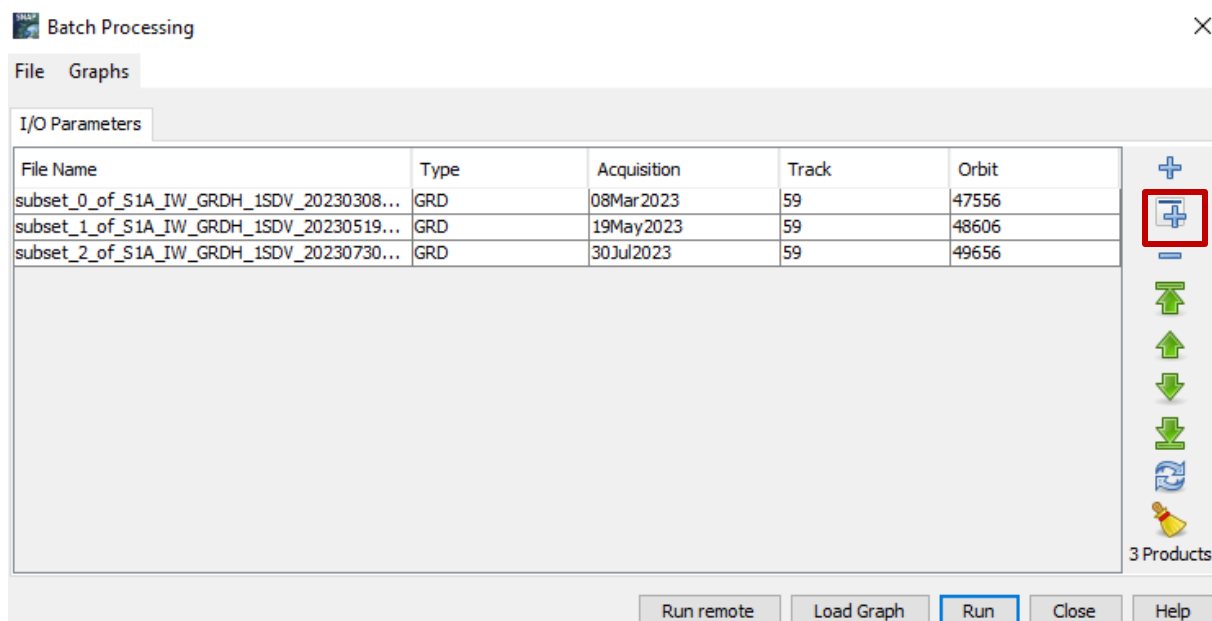 SNAP
Batch Processing
File Graphs
I/O Parameters
File Name Type Acquisition Track Orbit
subset_0_of_S1A_IW_GRDH_1SDV_20230308... GRD 08Mar2023 59 47556
subset_1_of_S1A_IW_GRDH_1SDV_20230519... GRD 19May2023 59 48606
subset_2_of_S1A_IW_GRDH_1SDV_20230730... GRD 30Jul2023 59 49656
3 Products
Run remote Load Graph Run Close Help